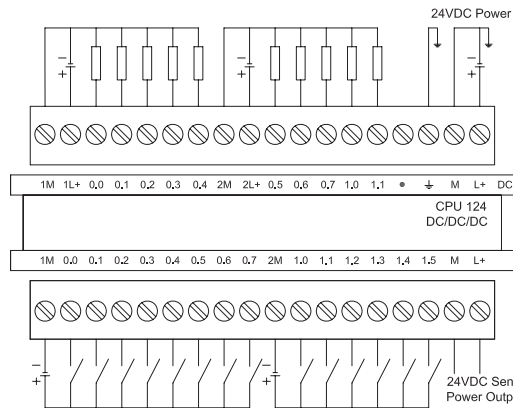 24VDC Power
− + − + − +
1M 1L+ 0.0 0.1 0.2 0.3 0.4 2M 2L+ 0.5 0.6 0.7 1.0 1.1 • ⏚ M L+ DC
CPU 124
DC/DC/DC
1M 0.0 0.1 0.2 0.3 0.4 0.5 0.6 0.7 2M 1.0 1.1 1.2 1.3 1.4 1.5 M L+
− + − +
24VDC Sen
Power Outp